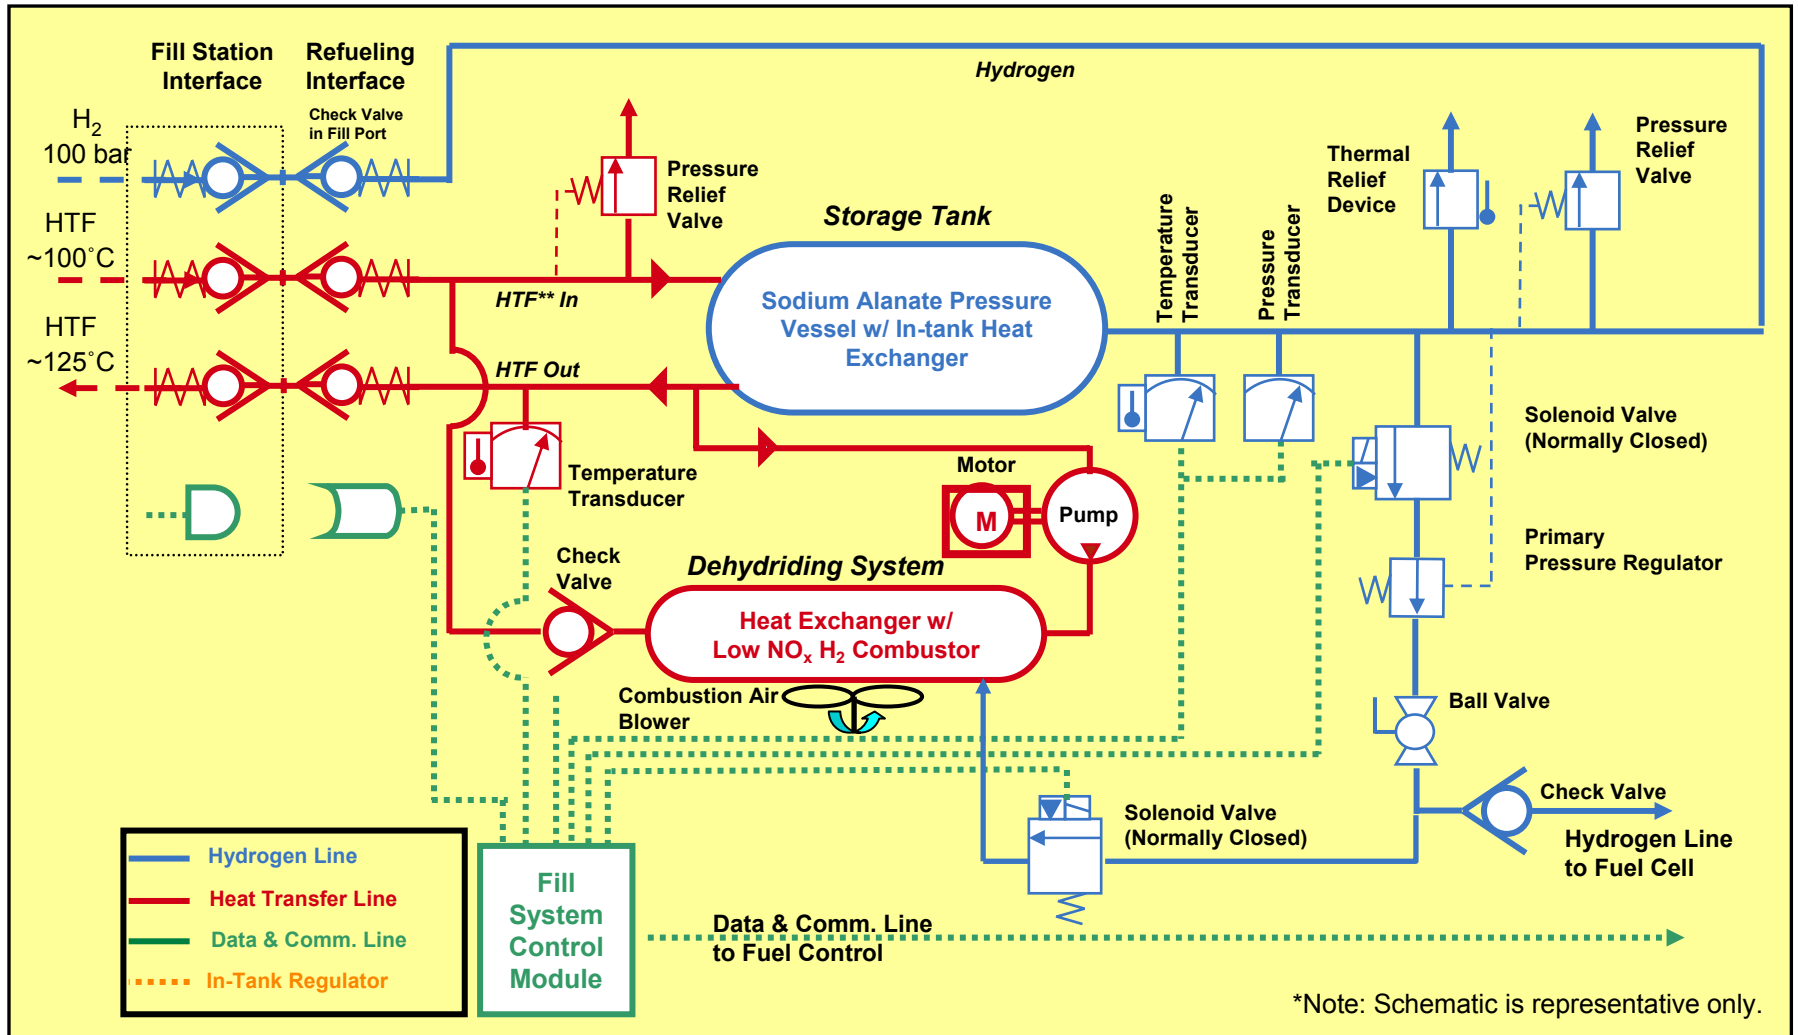 Fill Station
Interface
Refueling
Interface
Check Valve
in Fill Port
Hydrogen
H2
100 bar
HTF
~100˚C
HTF
~125˚C
Pressure
Relief
Valve
HTF** In
HTF Out
Storage Tank
Sodium Alanate Pressure
Vessel w/ In-tank Heat
Exchanger
Temperature
Transducer
Pressure
Transducer
Thermal
Relief
Device
Pressure
Relief
Valve
Temperature
Transducer
Motor
M
Pump
Solenoid Valve
(Normally Closed)
Primary
Pressure Regulator
Check
Valve
Dehydriding System
Heat Exchanger w/
Low NOx H2 Combustor
Combustion Air
Blower
Ball Valve
Check Valve
Hydrogen Line
to Fuel Cell
Solenoid Valve
(Normally Closed)
Hydrogen Line
Heat Transfer Line
Data & Comm. Line
In-Tank Regulator
Fill
System
Control
Module
Data & Comm. Line
to Fuel Control
*Note: Schematic is representative only.